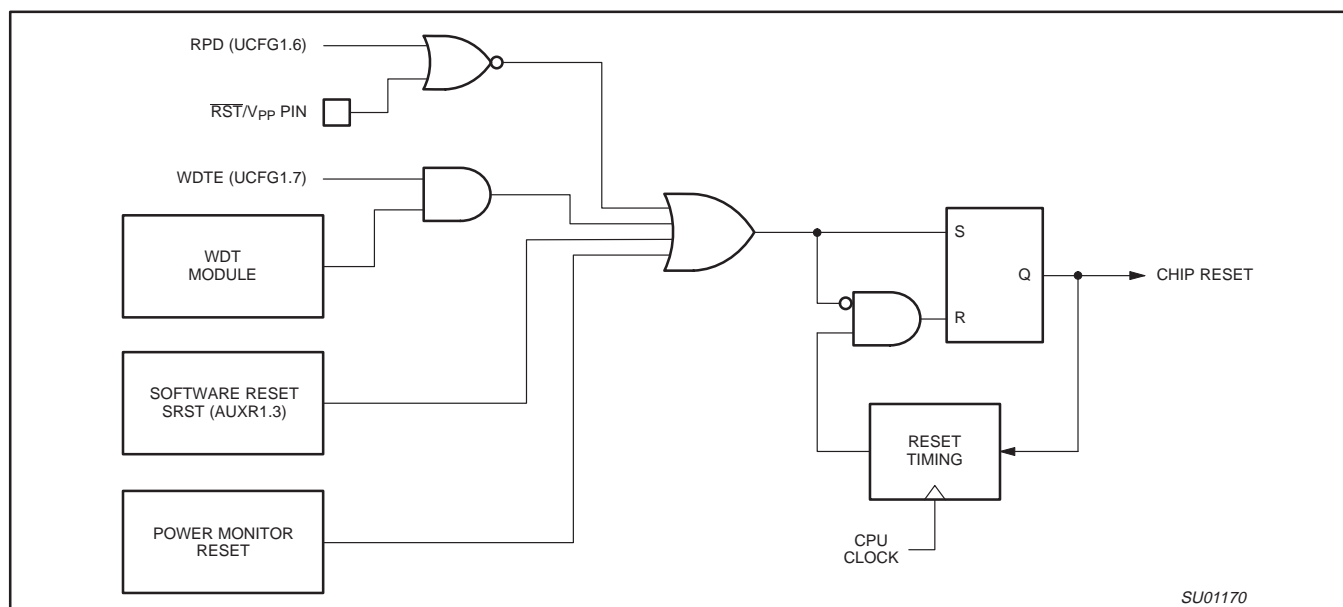 RPD (UCFG1.6)
RST/VPP PIN
WDTE (UCFG1.7)
WDT
MODULE
SOFTWARE RESET
SRST (AUXR1.3)
POWER MONITOR
RESET
S
Q
R
CHIP RESET
RESET
TIMING
CPU
CLOCK
SU01170